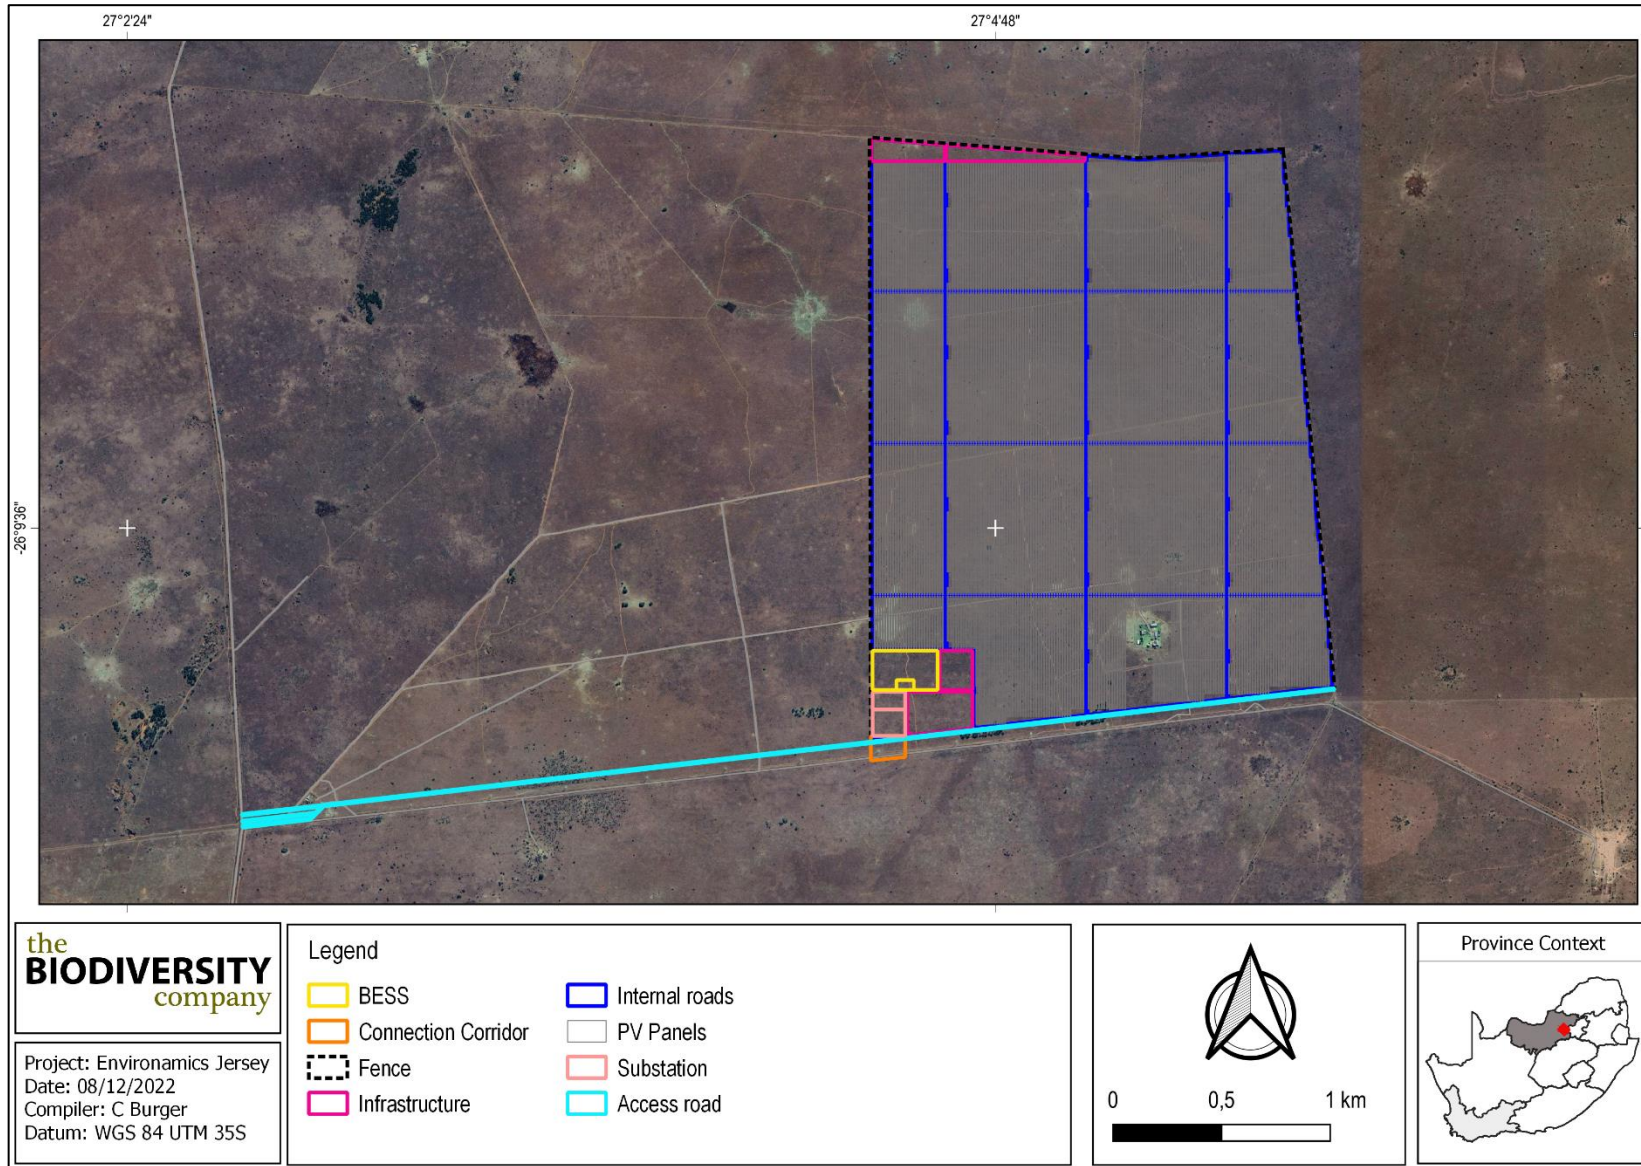 27°2'24"
27°4'48"
-26°9'36"
the
BIODIVERSITY
company
Project: Environamics Jersey
Date: 08/12/2022
Compiler: C Burger
Datum: WGS 84 UTM 35S
Legend
BESS
Connection Corridor
Fence
Infrastructure
Internal roads
PV Panels
Substation
Access road
0 0,5 1 km
Province Context